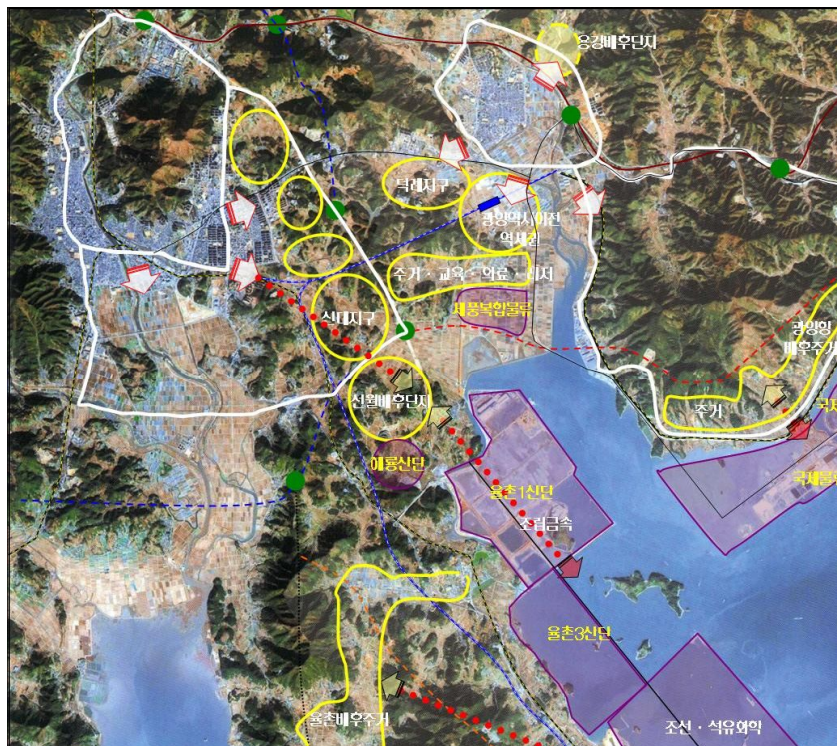 옹강배후단지
덕례지구
광양역사이전
역세권
주거·교육·의료·레저
제풍복합물류
신대지구
광양항
배후주거
선월배후단지
주거
국제
해룡산단
율촌1산단
조립금속
국제물류
율촌3산단
율촌배후주거
조선·석유화학